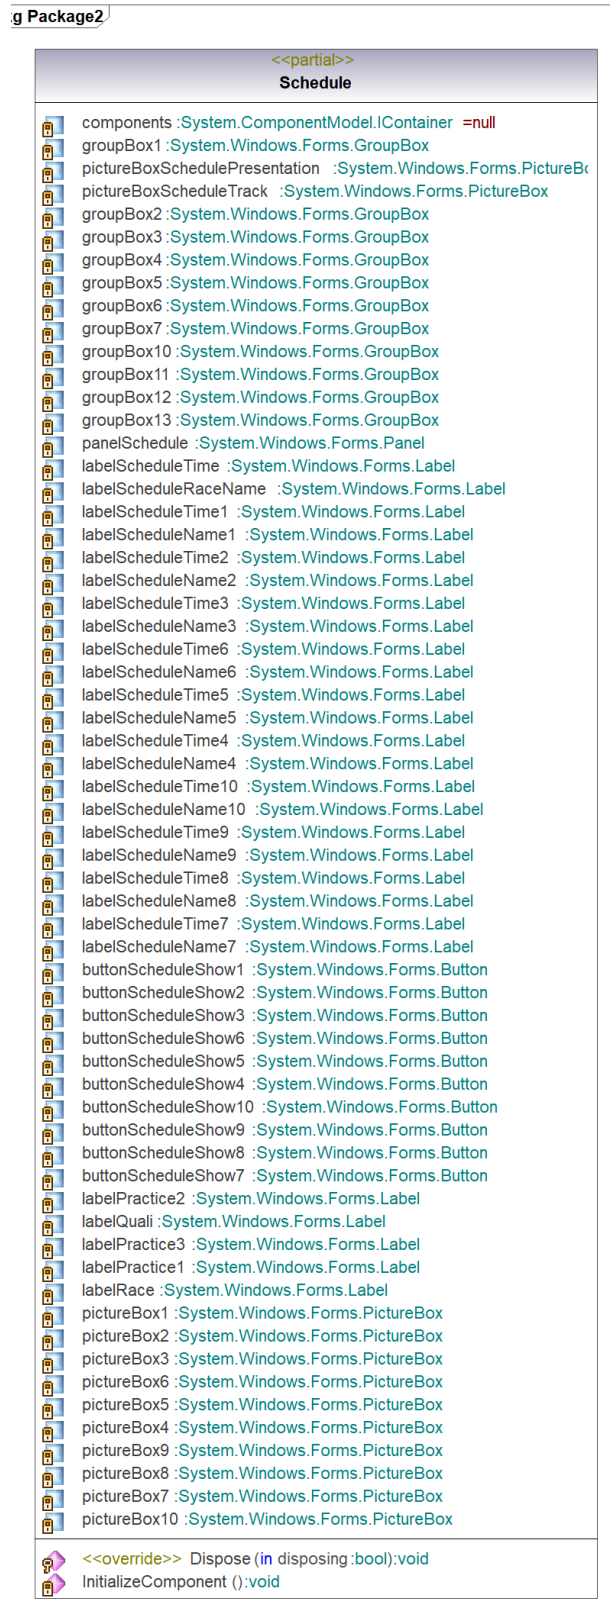 g Package2
<<partial>>
Schedule
components :System.ComponentModel.IContainer =null
groupBox1 :System.Windows.Forms.GroupBox
pictureBoxSchedulePresentation :System.Windows.Forms.PictureBo
pictureBoxScheduleTrack :System.Windows.Forms.PictureBox
groupBox2 :System.Windows.Forms.GroupBox
groupBox3 :System.Windows.Forms.GroupBox
groupBox4 :System.Windows.Forms.GroupBox
groupBox5 :System.Windows.Forms.GroupBox
groupBox6 :System.Windows.Forms.GroupBox
groupBox7 :System.Windows.Forms.GroupBox
groupBox10 :System.Windows.Forms.GroupBox
groupBox11 :System.Windows.Forms.GroupBox
groupBox12 :System.Windows.Forms.GroupBox
groupBox13 :System.Windows.Forms.GroupBox
panelSchedule :System.Windows.Forms.Panel
labelScheduleTime :System.Windows.Forms.Label
labelScheduleRaceName :System.Windows.Forms.Label
labelScheduleTime1 :System.Windows.Forms.Label
labelScheduleName1 :System.Windows.Forms.Label
labelScheduleTime2 :System.Windows.Forms.Label
labelScheduleName2 :System.Windows.Forms.Label
labelScheduleTime3 :System.Windows.Forms.Label
labelScheduleName3 :System.Windows.Forms.Label
labelScheduleTime6 :System.Windows.Forms.Label
labelScheduleName6 :System.Windows.Forms.Label
labelScheduleTime5 :System.Windows.Forms.Label
labelScheduleName5 :System.Windows.Forms.Label
labelScheduleTime4 :System.Windows.Forms.Label
labelScheduleName4 :System.Windows.Forms.Label
labelScheduleTime10 :System.Windows.Forms.Label
labelScheduleName10 :System.Windows.Forms.Label
labelScheduleTime9 :System.Windows.Forms.Label
labelScheduleName9 :System.Windows.Forms.Label
labelScheduleTime8 :System.Windows.Forms.Label
labelScheduleName8 :System.Windows.Forms.Label
labelScheduleTime7 :System.Windows.Forms.Label
labelScheduleName7 :System.Windows.Forms.Label
buttonScheduleShow1 :System.Windows.Forms.Button
buttonScheduleShow2 :System.Windows.Forms.Button
buttonScheduleShow3 :System.Windows.Forms.Button
buttonScheduleShow6 :System.Windows.Forms.Button
buttonScheduleShow5 :System.Windows.Forms.Button
buttonScheduleShow4 :System.Windows.Forms.Button
buttonScheduleShow10 :System.Windows.Forms.Button
buttonScheduleShow9 :System.Windows.Forms.Button
buttonScheduleShow8 :System.Windows.Forms.Button
buttonScheduleShow7 :System.Windows.Forms.Button
labelPractice2 :System.Windows.Forms.Label
labelQuali :System.Windows.Forms.Label
labelPractice3 :System.Windows.Forms.Label
labelPractice1 :System.Windows.Forms.Label
labelRace :System.Windows.Forms.Label
pictureBox1 :System.Windows.Forms.PictureBox
pictureBox2 :System.Windows.Forms.PictureBox
pictureBox3 :System.Windows.Forms.PictureBox
pictureBox6 :System.Windows.Forms.PictureBox
pictureBox5 :System.Windows.Forms.PictureBox
pictureBox4 :System.Windows.Forms.PictureBox
pictureBox9 :System.Windows.Forms.PictureBox
pictureBox8 :System.Windows.Forms.PictureBox
pictureBox7 :System.Windows.Forms.PictureBox
pictureBox10 :System.Windows.Forms.PictureBox
<<override>> Dispose (in disposing:bool):void
InitializeComponent ():void